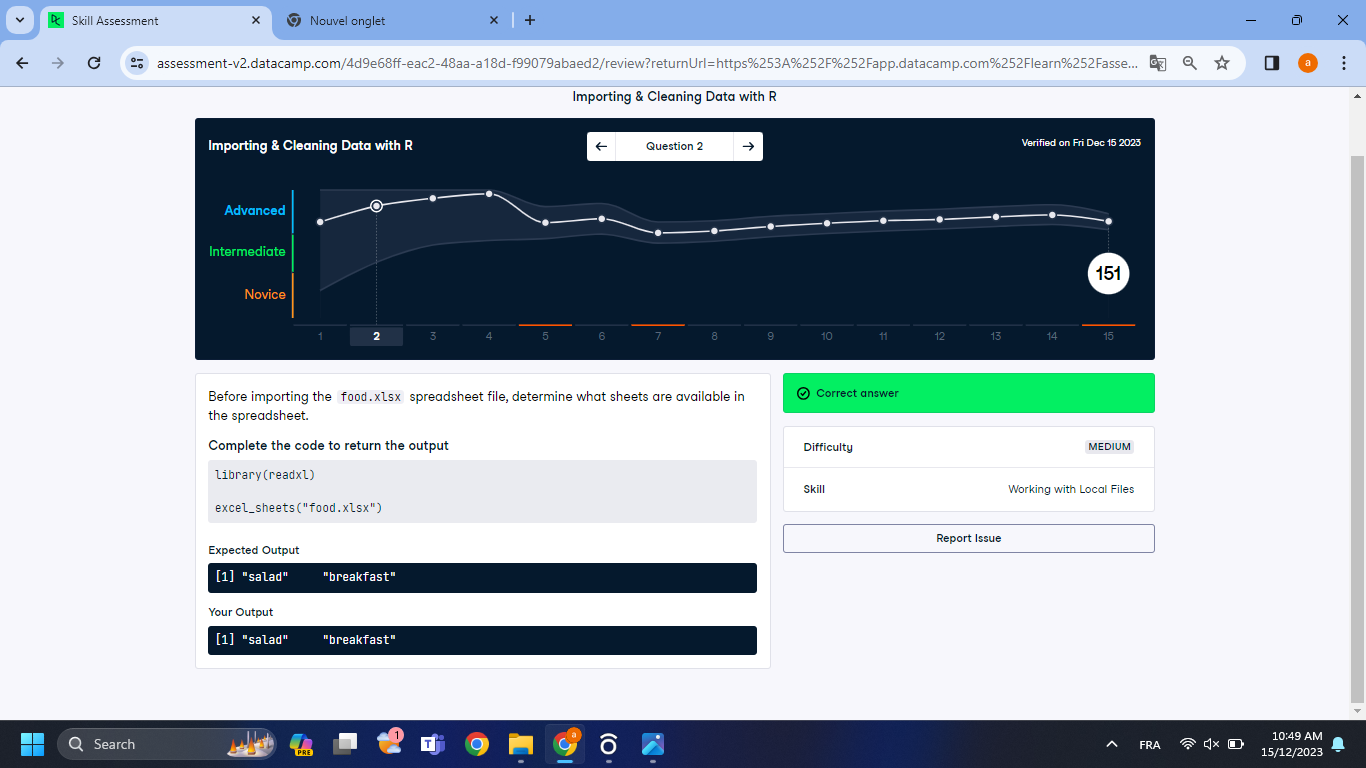 Skill Assessment
Nouvel onglet
assessment-v2.datacamp.com/4d9e68ff-eac2-48aa-a18d-f99079abaed2/review?returnUrl=https%253A%252F%252Fapp.datacamp.com%252Flearn%252Fasse...
a
Importing & Cleaning Data with R
Importing & Cleaning Data with R
Question 2
Verified on Fri Dec 15 2023
Advanced
Intermediate
Novice
151
1 2 3 4 5 6 7 8 9 10 11 12 13 14 15
Before importing the food.xlsx spreadsheet file, determine what sheets are available in
the spreadsheet.
Complete the code to return the output
library(readxl)
excel_sheets("food.xlsx")
Expected Output
[1] "salad"     "breakfast"
Your Output
[1] "salad"     "breakfast"
Correct answer
Difficulty MEDIUM
Skill Working with Local Files
Report Issue
Search
PRE
1
a
FRA
10:49 AM
15/12/2023